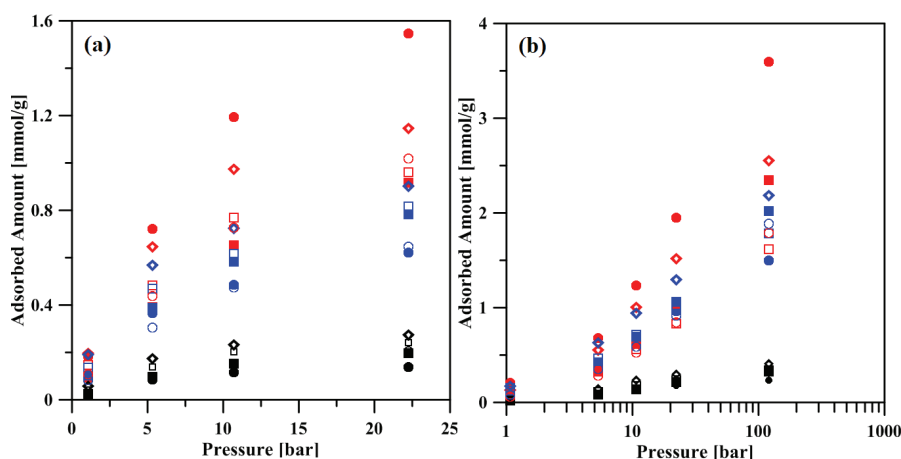 (a)
Adsorbed Amount [mmol/g]
1.6
1.2
0.8
0.4
0
0 5 10 15 20 25
Pressure [bar]
(b)
Adsorbed Amount [mmol/g]
4
3
2
1
0
1 10 100 1000
Pressure [bar]